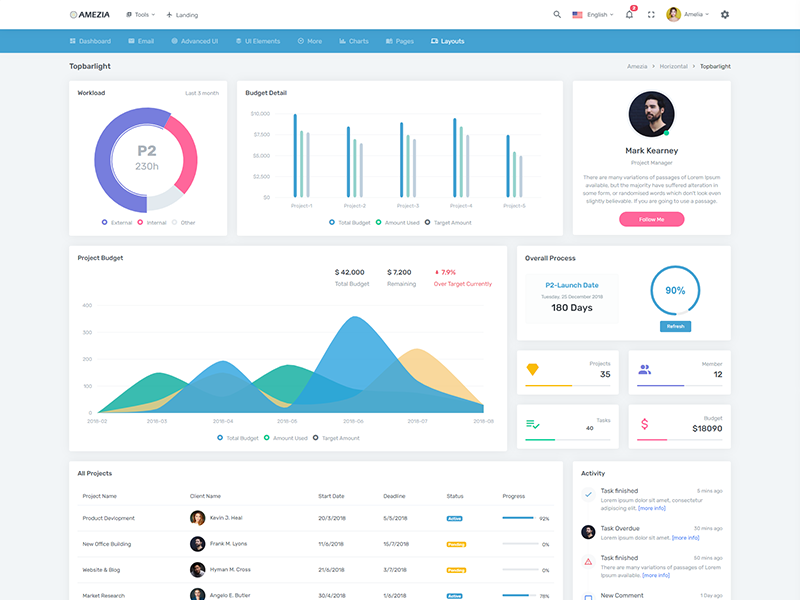 AMEZIA Tools Landing English 2 Amelia
Dashboard Email Advanced UI UI Elements More Charts Pages Layouts
Topbarlight Amezia Horizontal Topbarlight
Workload Last 3 month
P2
230h
External Internal Other
Budget Detail
$10,000
$7,500
$5,000
$2,500
$0
Project-1 Project-2 Project-3 Project-4 Project-5
Total Budget Amount Used Target Amount
Mark Kearney
Project Manager
There are many variations of passages of Lorem Ipsum
available, but the majority have suffered alteration in
some form, or randomised words which don't look even
slightly believable. If you are going to use a passage.
Follow Me
Project Budget
$ 42,000 $ 7,200 7.9%
Total Budget Remaining Over Target Currently
400
300
200
100
0
2018-02 2018-03 2018-04 2018-05 2018-06 2018-07 2018-08
Total Budget Amount Used Target Amount
Overall Process
P2-Launch Date
Tuesday, 25 December 2018
180 Days
90%
Refresh
Projects
35
Member
12
Tasks
40
Budget
$18090
All Projects
Project Name Client Name Start Date Deadline Status Progress
Product Devlopment Kevin J. Heal 20/3/2018 5/5/2018 Active 92%
New Office Building Frank M. Lyons 11/6/2018 15/7/2018 Pending 0%
Website & Blog Hyman M. Cross 21/6/2018 3/7/2018 Pending 0%
Market Research Angelo E. Butler 30/4/2018 1/6/2018 Active 78%
Activity
Task finished 5 mins ago
Lorem ipsum dolor sit amet, consectetur
adipiscing elit. [more info]
Task Overdue 30 mins ago
Lorem ipsum dolor sit amet. [more info]
Task finished 50 mins ago
There are many variations of passages of Lorem
Ipsum available. [more info]
New Comment 1 Day ago